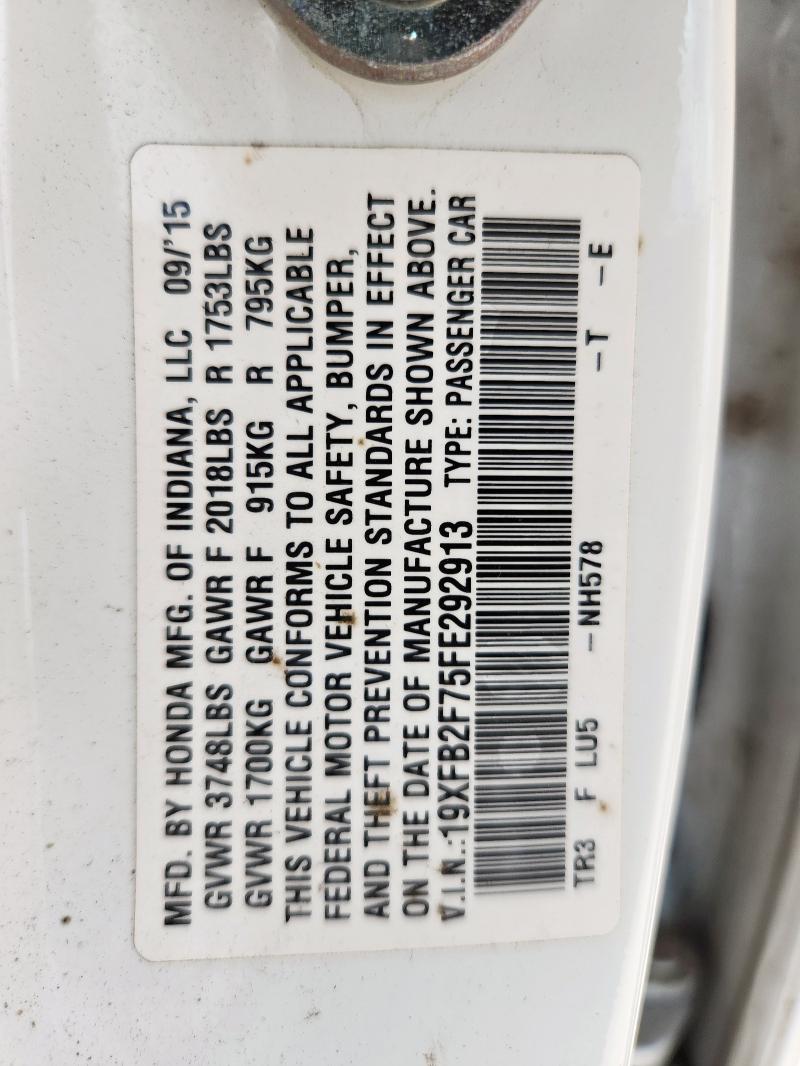 MFD. BY HONDA MFG. OF INDIANA, LLC 09/'15
GVWR 3748LBS GAWR F 2018LBS R 1753LBS
GVWR 1700KG GAWR F 915KG R 795KG
THIS VEHICLE CONFORMS TO ALL APPLICABLE
FEDERAL MOTOR VEHICLE SAFETY, BUMPER,
AND THEFT PREVENTION STANDARDS IN EFFECT
ON THE DATE OF MANUFACTURE SHOWN ABOVE.
V.I.N.:19XFB2F75FE292913 TYPE: PASSENGER CAR
TR3 F LU5 –NH578 –T –E